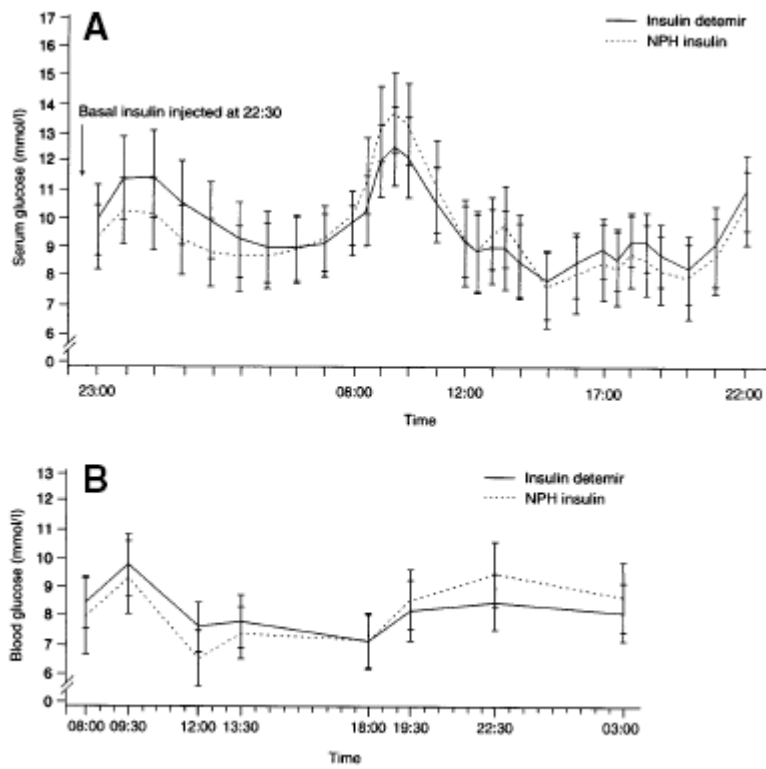 A
Insulin detemir
NPH insulin
Basal insulin injected at 22:30
Serum glucose (mmol/l)
17
16
15
14
13
12
11
10
9
8
7
6
0
23:00 08:00 12:00 17:00 22:00
Time
B
Insulin detemir
NPH insulin
Blood glucose (mmol/l)
13
12
11
10
9
8
7
6
0
08:00 09:30 12:00 13:30 18:00 19:30 22:30 03:00
Time